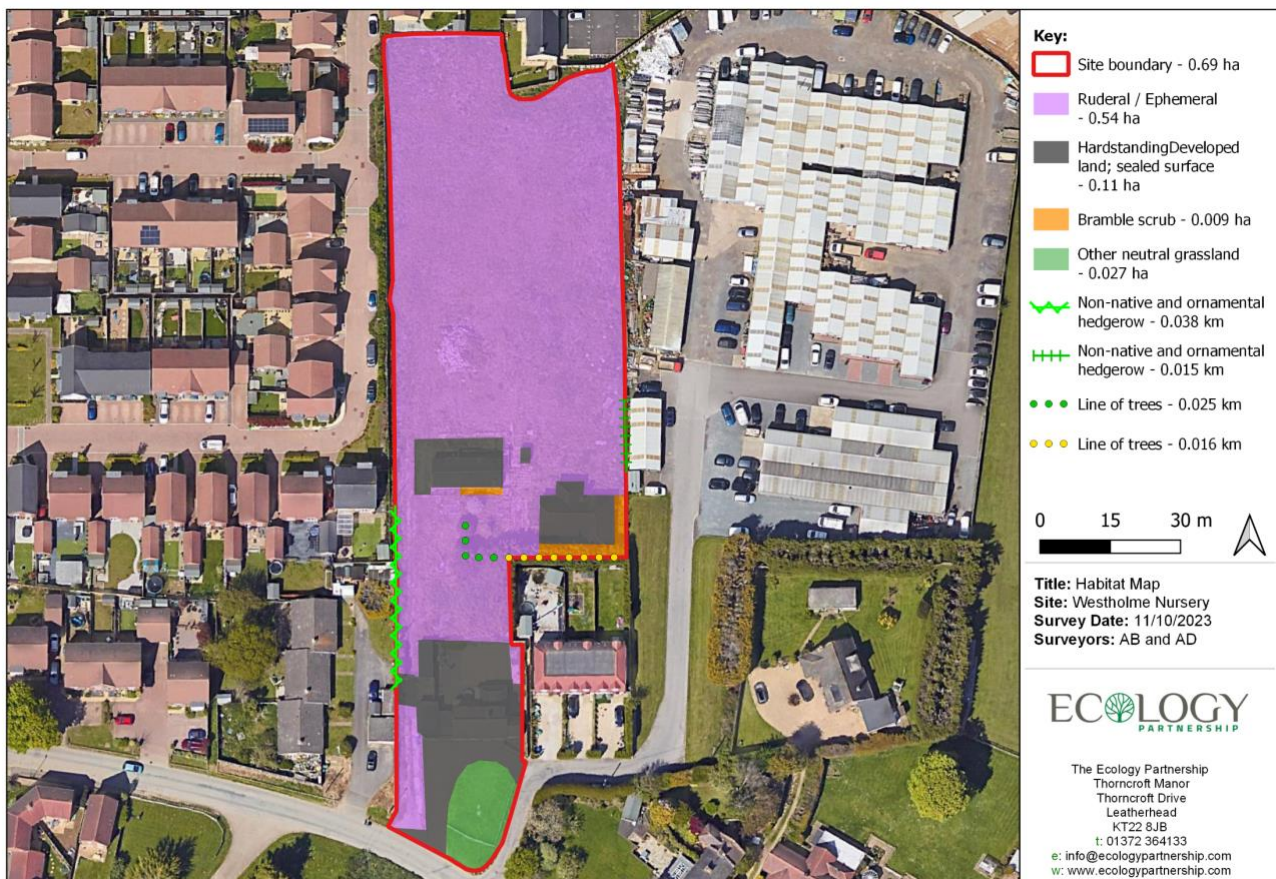 Key:
Site boundary - 0.69 ha
Ruderal / Ephemeral
- 0.54 ha
HardstandingDeveloped
land; sealed surface
- 0.11 ha
Bramble scrub - 0.009 ha
Other neutral grassland
- 0.027 ha
Non-native and ornamental
hedgerow - 0.038 km
Non-native and ornamental
hedgerow - 0.015 km
Line of trees - 0.025 km
Line of trees - 0.016 km
0 15 30 m
Title: Habitat Map
Site: Westholme Nursery
Survey Date: 11/10/2023
Surveyors: AB and AD
ECOLOGY
PARTNERSHIP
The Ecology Partnership
Thorncroft Manor
Thorncroft Drive
Leatherhead
KT22 8JB
t: 01372 364133
e: info@ecologypartnership.com
w: www.ecologypartnership.com